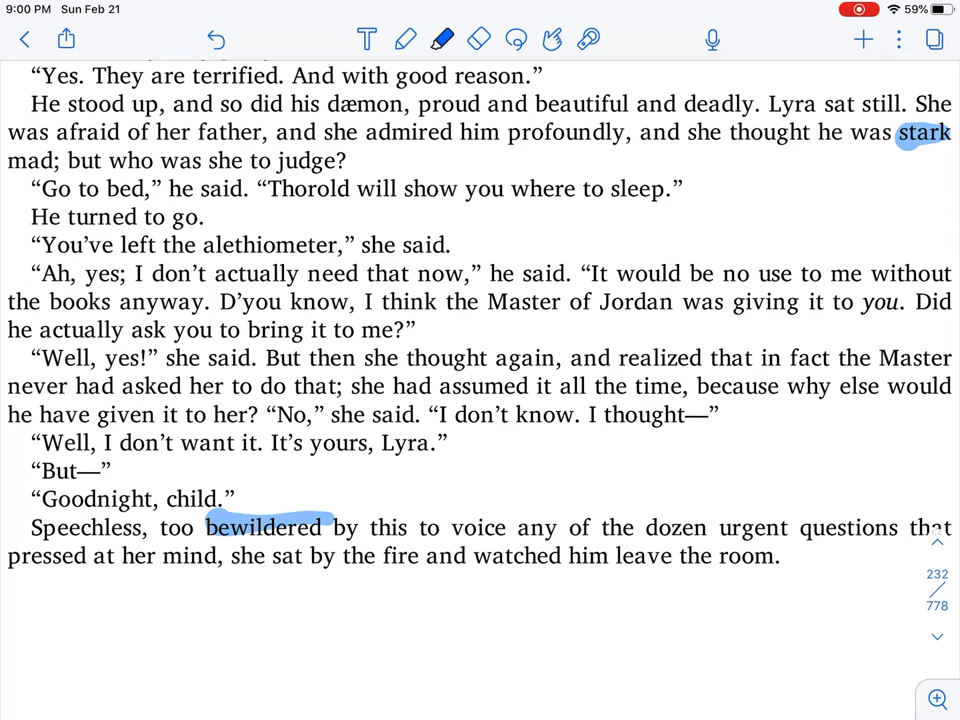 9:00 PM Sun Feb 21
59%
“Yes. They are terrified. And with good reason.”
He stood up, and so did his dæmon, proud and beautiful and deadly. Lyra sat still. She
was afraid of her father, and she admired him profoundly, and she thought he was stark
mad; but who was she to judge?
“Go to bed,” he said. “Thorold will show you where to sleep.”
He turned to go.
“You’ve left the alethiometer,” she said.
“Ah, yes; I don’t actually need that now,” he said. “It would be no use to me without
the books anyway. D’you know, I think the Master of Jordan was giving it to you. Did
he actually ask you to bring it to me?”
“Well, yes!” she said. But then she thought again, and realized that in fact the Master
never had asked her to do that; she had assumed it all the time, because why else would
he have given it to her? “No,” she said. “I don’t know. I thought—”
“Well, I don’t want it. It’s yours, Lyra.”
“But—”
“Goodnight, child.”
Speechless, too bewildered by this to voice any of the dozen urgent questions that
pressed at her mind, she sat by the fire and watched him leave the room.
232
778